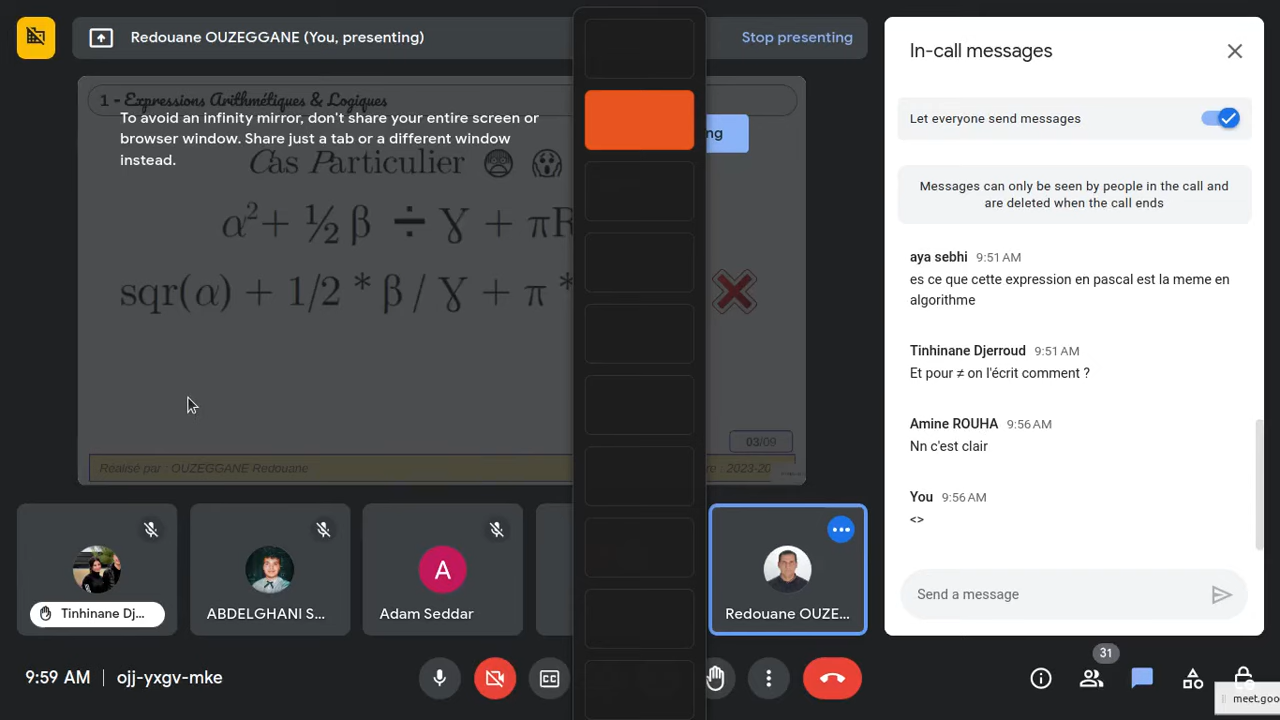 Redouane OUZEGGANE (You, presenting)
Stop presenting
1 - Expressions Arithmétiques & Logiques
To avoid an infinity mirror, don't share your entire screen or
browser window. Share just a tab or a different window
instead.
ng
Cas Particulier 😨 😱
α²+ ½ β ÷ Ɣ + πR
sqr(α) + 1/2 * β / Ɣ + π *
03/09
Réalisé par : OUZEGGANE Redouane
re : 2023-20
Tinhinane Dj...
ABDELGHANI S...
Adam Seddar
A
Redouane OUZE...
9:59 AM | ojj-yxgv-mke
In-call messages
Let everyone send messages
Messages can only be seen by people in the call and
are deleted when the call ends
aya sebhi 9:51 AM
es ce que cette expression en pascal est la meme en
algorithme
Tinhinane Djerroud 9:51 AM
Et pour ≠ on l'écrit comment ?
Amine ROUHA 9:56 AM
Nn c'est clair
You 9:56 AM
<>
Send a message
31
meet.goo